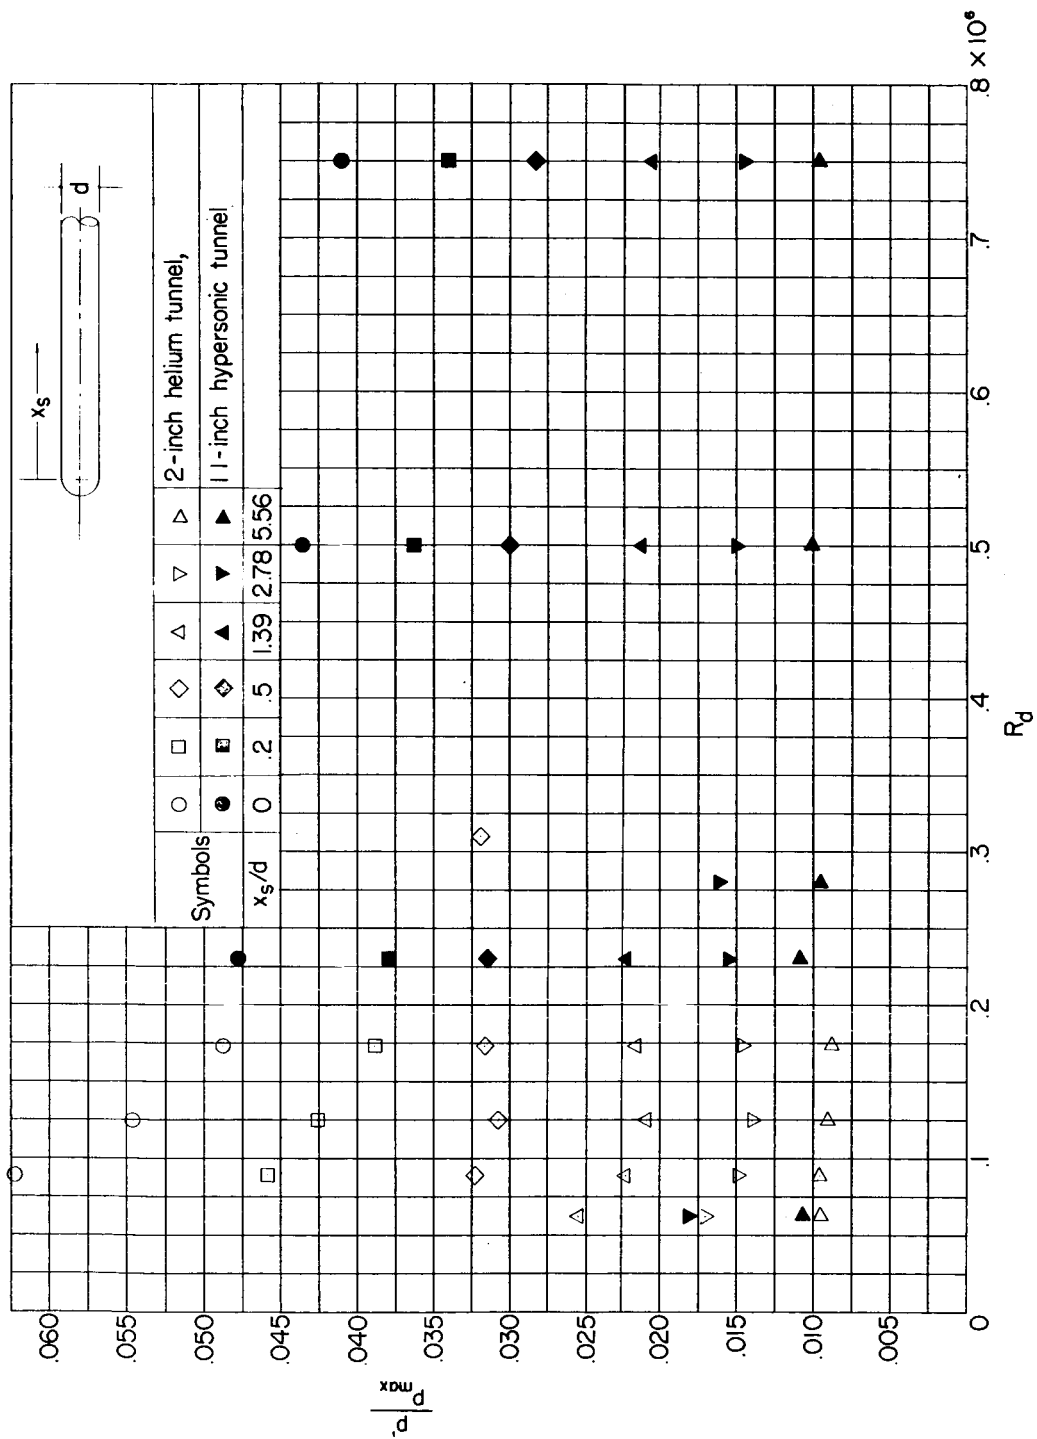 x_s
d
Symbols
2-inch helium tunnel,
11-inch hypersonic tunnel
x_s/d 0 .2 .5 1.39 2.78 5.56
p'
p_max
.060
.055
.050
.045
.040
.035
.030
.025
.020
.015
.010
.005
0
0 .1 .2 .3 .4 .5 .6 .7 .8 × 10⁶
R_d